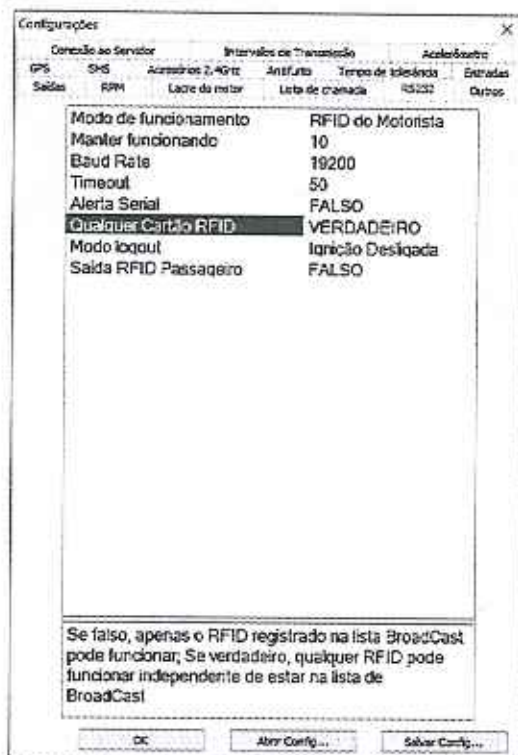 Configurações
Conexão ao Servidor Intervalos de Transmissão Acelerômetro
GPS SMS Acessórios 2,4GHz Antifurto Tempo de tolerância Entradas
Saídas RPM Lacre do motor Lista de chamada RS232 Outros
Modo de funcionamento RFID do Motorista
Manter funcionando 10
Baud Rate 19200
Timeout 50
Alerta Serial FALSO
Qualquer Cartão RFID VERDADEIRO
Modo logout Ignição Desligada
Saída RFID Passageiro FALSO
Se falso, apenas o RFID registrado na lista BroadCast
pode funcionar; Se verdadeiro, qualquer RFID pode
funcionar independente de estar na lista de
BroadCast
OK Abrir Config... Salvar Config...